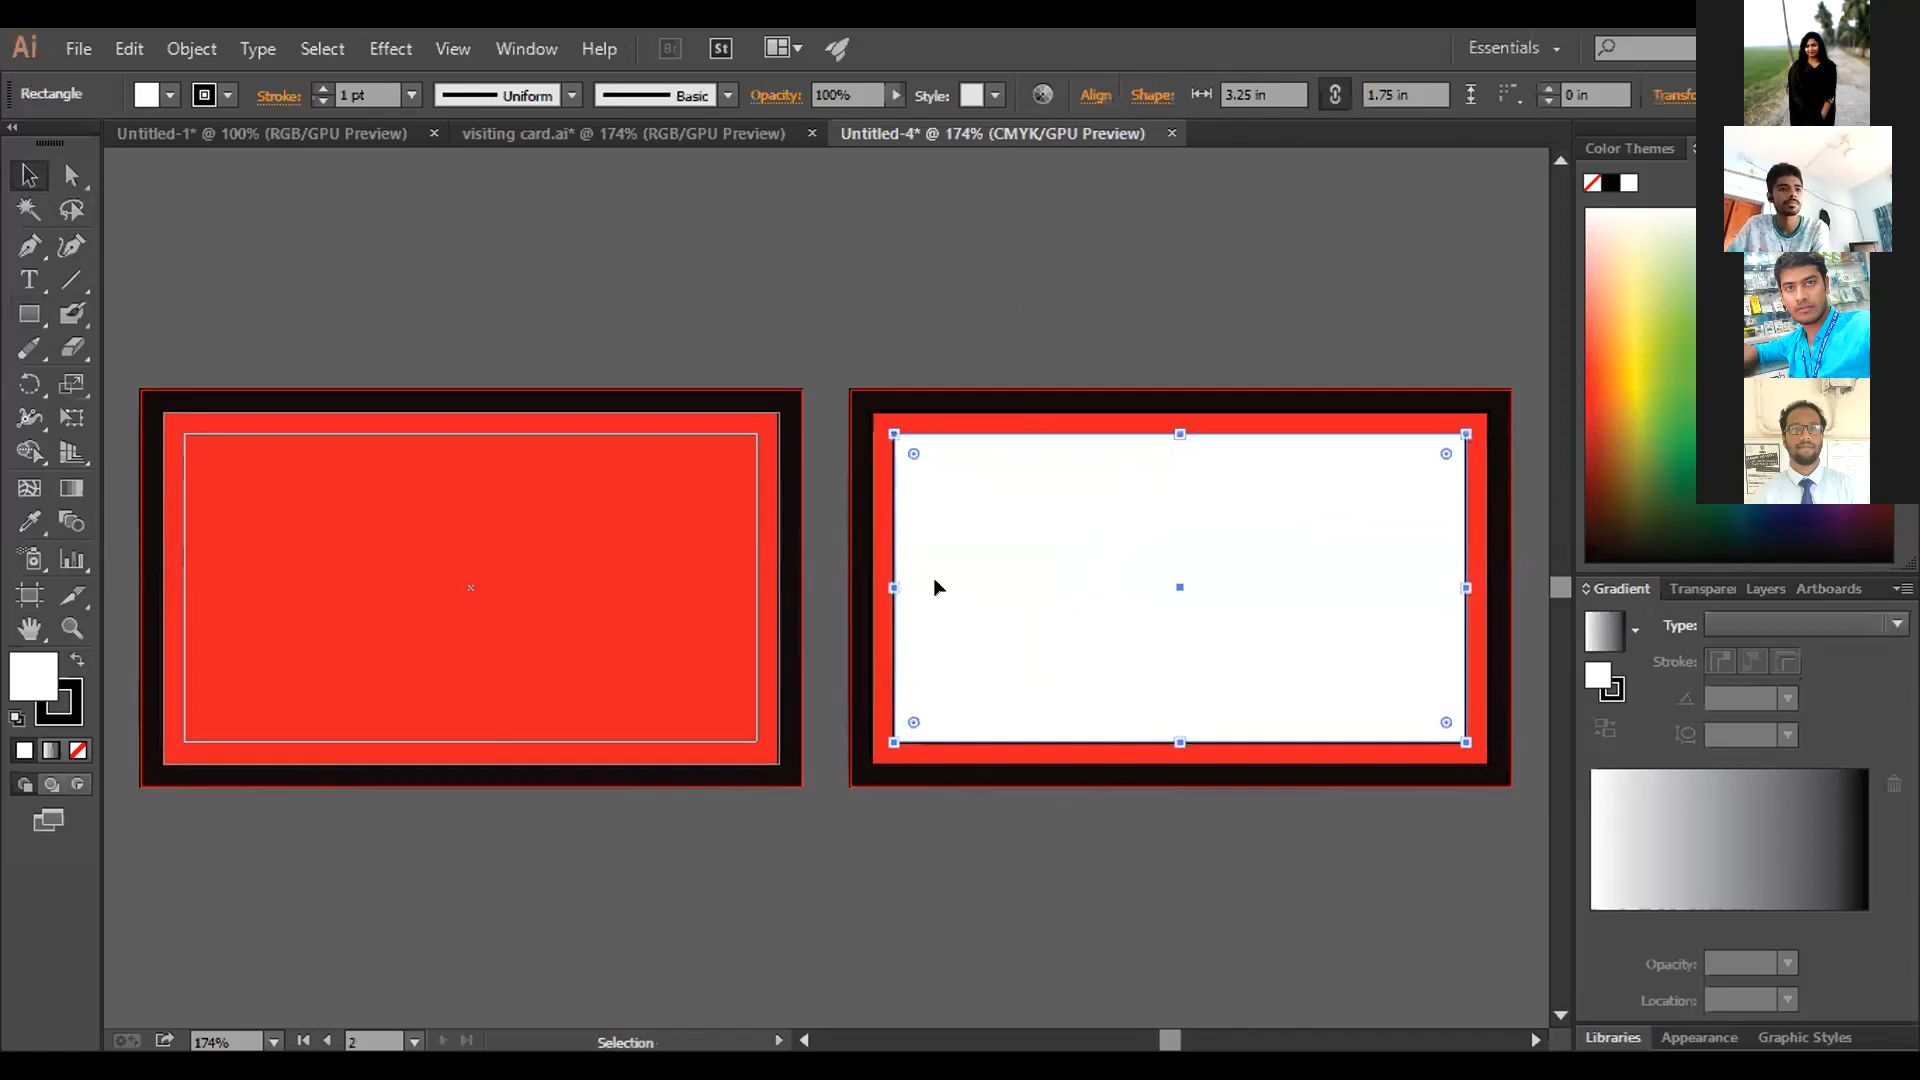 Ai File Edit Object Type Select Effect View Window Help Br St Essentials
Rectangle Stroke: 1 pt Uniform Basic Opacity: 100% Style: Align Shape: 3.25 in 1.75 in 0 in Transfo
Untitled-1* @ 100% (RGB/GPU Preview) visiting card.ai* @ 174% (RGB/GPU Preview) Untitled-4* @ 174% (CMYK/GPU Preview)
Color Themes
T
Gradient Transparei Layers Artboards
Type:
Stroke:
Opacity:
Location:
174% 2 Selection
Libraries Appearance Graphic Styles